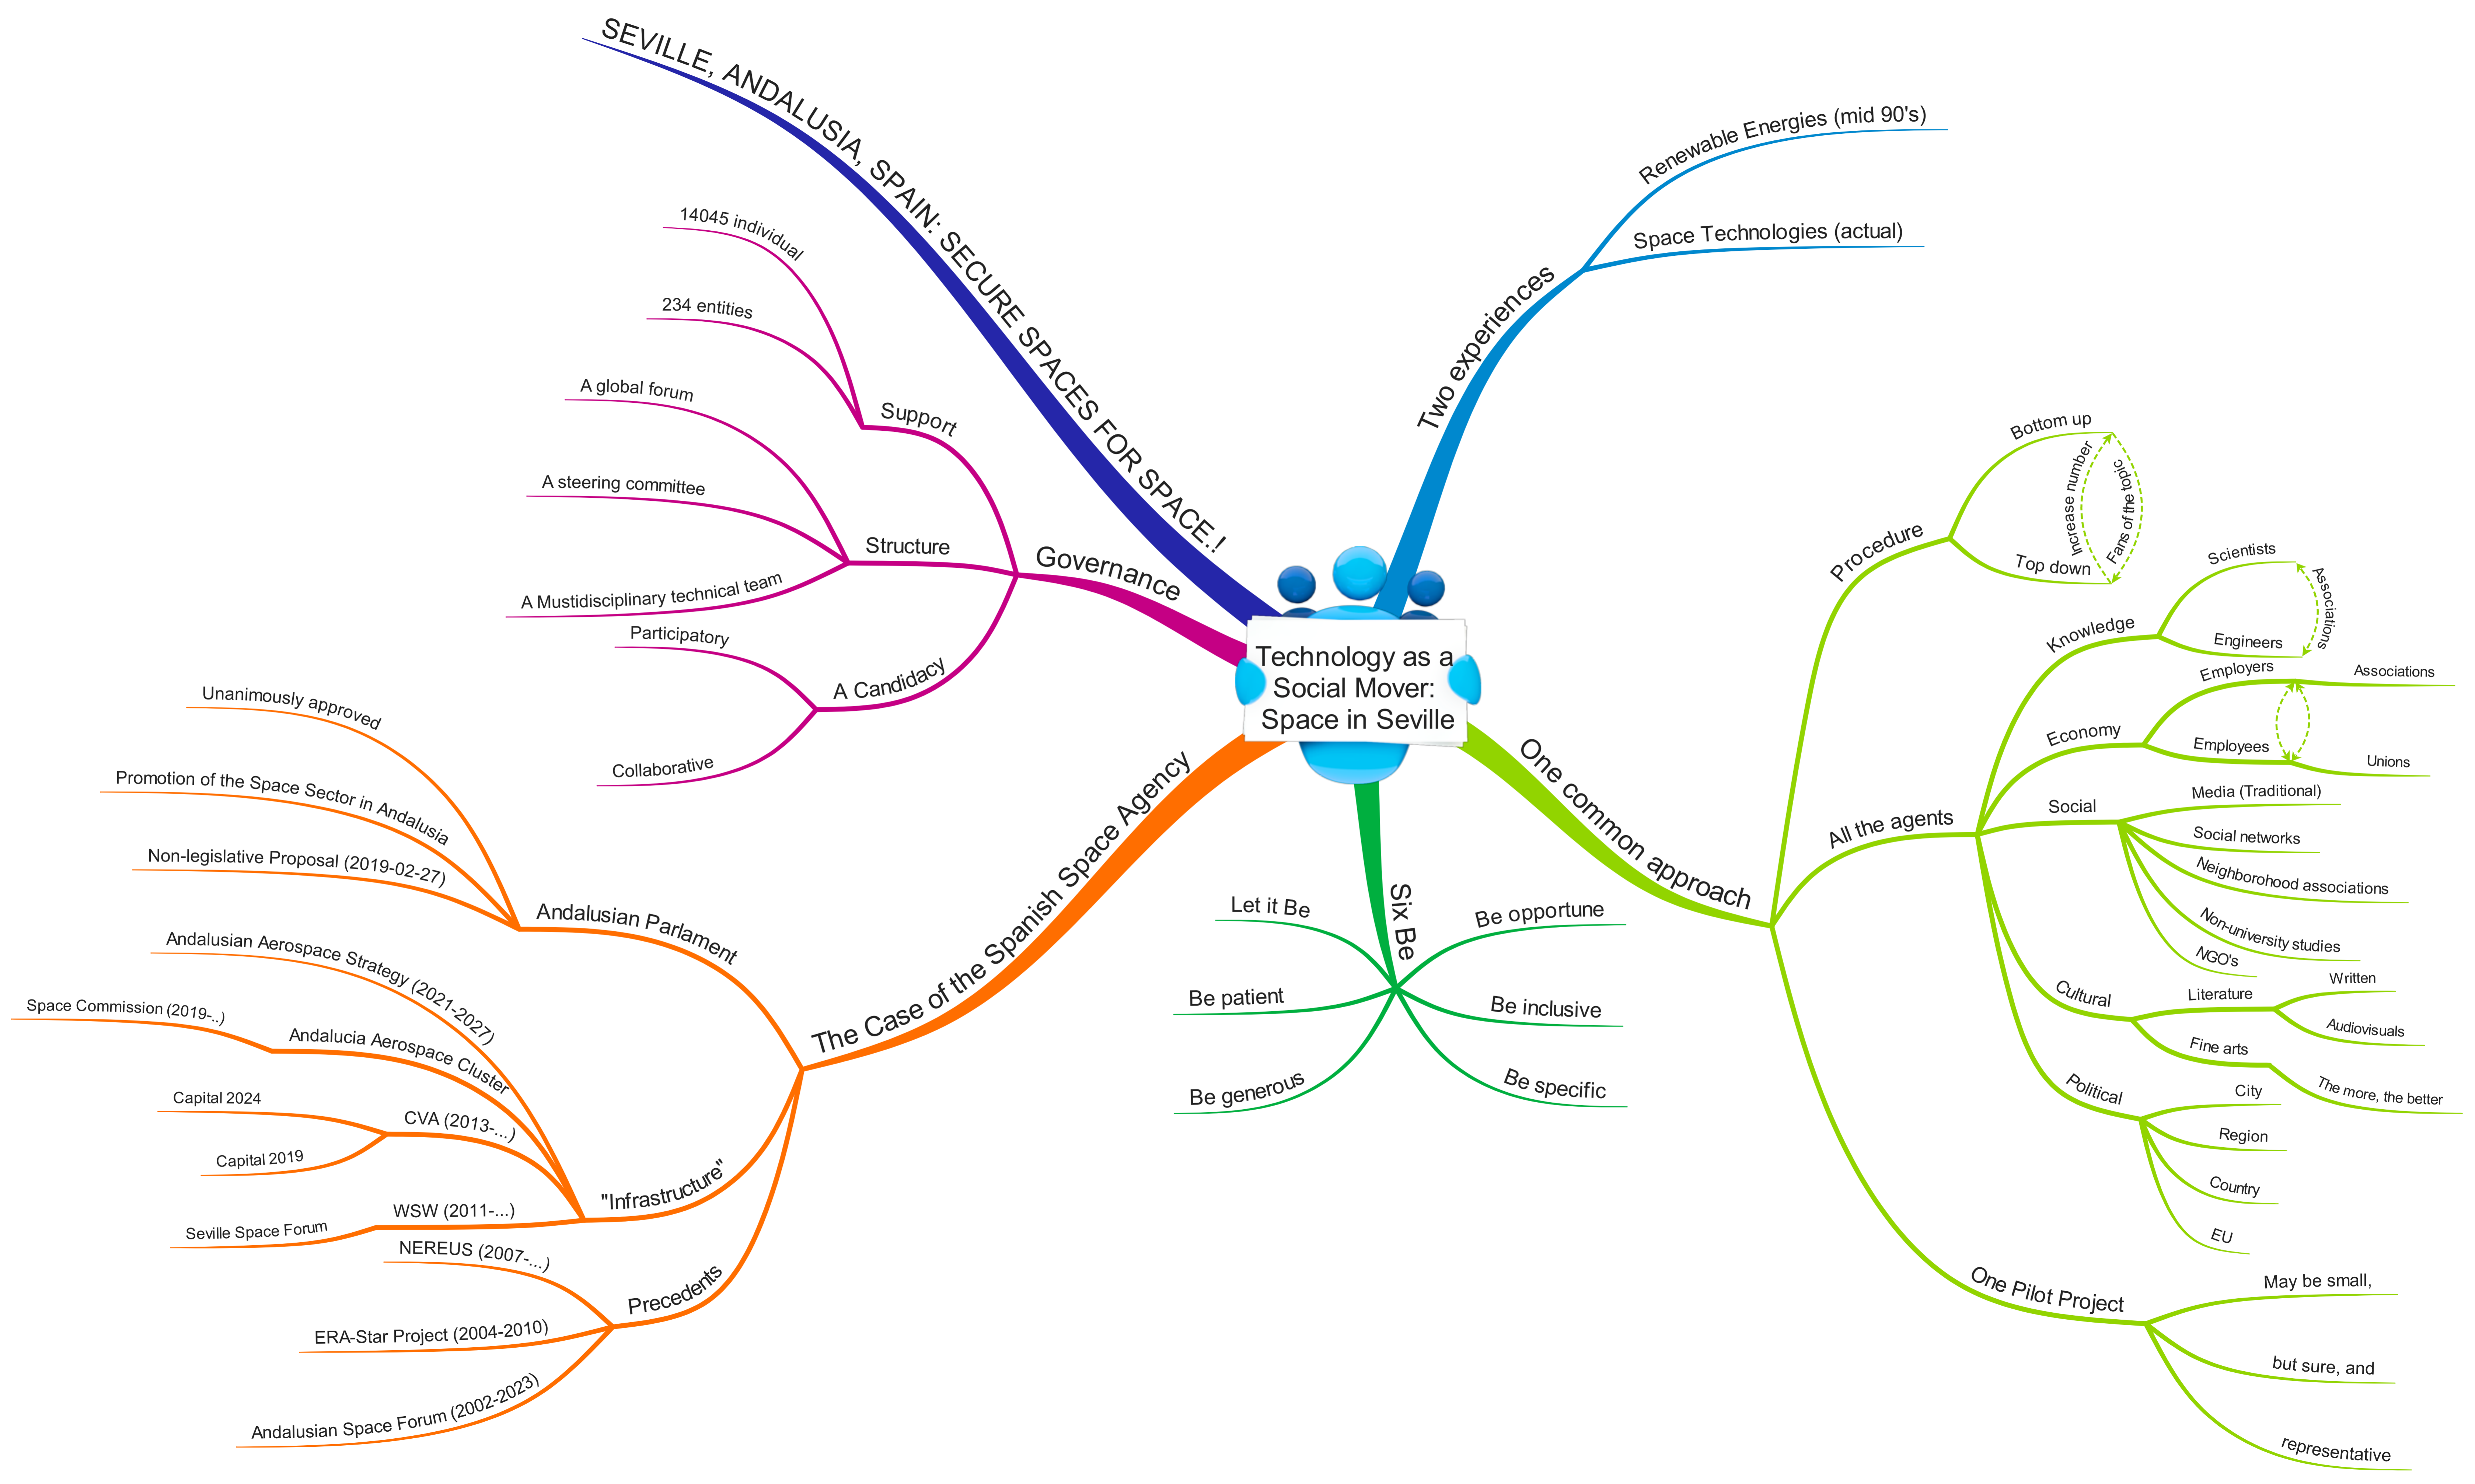 Technology as a
Social Mover:
Space in Seville
Two experiences
Renewable Energies (mid 90's)
Space Technologies (actual)
One common approach
Procedure
Bottom up
Top down
Increase number
Fans of the topic
All the agents
Knowledge
Scientists
Engineers
Associations
Economy
Employers
Associations
Employees
Unions
Social
Media (Traditional)
Social networks
Neighborohood associations
Non-university studies
NGO's
Cultural
Literature
Written
Audiovisuals
Fine arts
The more, the better
Political
City
Region
Country
EU
One Pilot Project
May be small,
but sure, and
representative
Six Be
Be opportune
Be inclusive
Be specific
Be generous
Be patient
Let it Be
The Case of the Spanish Space Agency
Andalusian Parlament
Unanimously approved
Promotion of the Space Sector in Andalusia
Non-legislative Proposal (2019-02-27)
"Infrastructure"
Andalusian Aerospace Strategy (2021-2027)
Andalucia Aerospace Cluster
Space Commission (2019-..)
CVA (2013-...)
Capital 2024
Capital 2019
WSW (2011-...)
Seville Space Forum
Precedents
NEREUS (2007-...)
ERA-Star Project (2004-2010)
Andalusian Space Forum (2002-2023)
Governance
Support
14045 individual
234 entities
Structure
A global forum
A steering committee
A Mustidisciplinary technical team
A Candidacy
Participatory
Collaborative
SEVILLE, ANDALUSIA, SPAIN: SECURE SPACES FOR SPACE.!